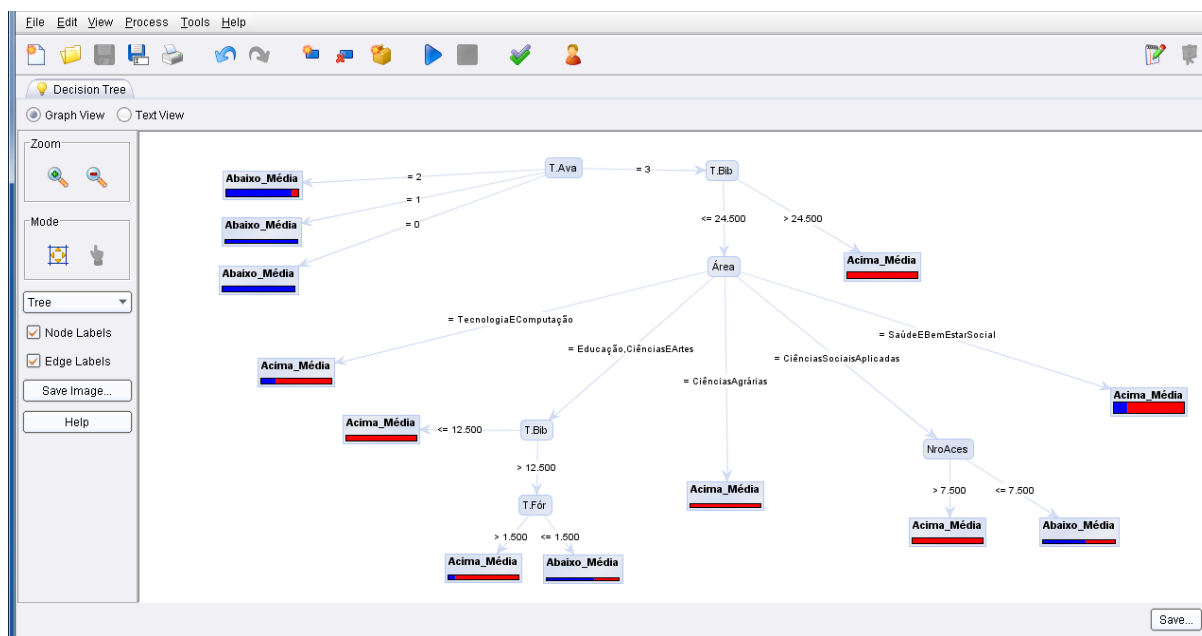 File Edit View Process Tools Help
Decision Tree
Graph View Text View
Zoom
Mode
Tree
Node Labels
Edge Labels
Save Image...
Help
T.Ava
= 3
T.Bib
= 2
Abaixo_Média
= 1
Abaixo_Média
= 0
Abaixo_Média
<= 24.500
> 24.500
Área
Acima_Média
= TecnologiaEComputação
= SaúdeEBemEstarSocial
= Educação,CiênciasEArtes
= CiênciasSociaisAplicadas
Acima_Média
= CiênciasAgrárias
Acima_Média
Acima_Média
<= 12.500
T.Bib
NroAces
> 12.500
Acima_Média
> 7.500
<= 7.500
T.Fór
Acima_Média
Abaixo_Média
> 1.500
<= 1.500
Acima_Média
Abaixo_Média
Save...